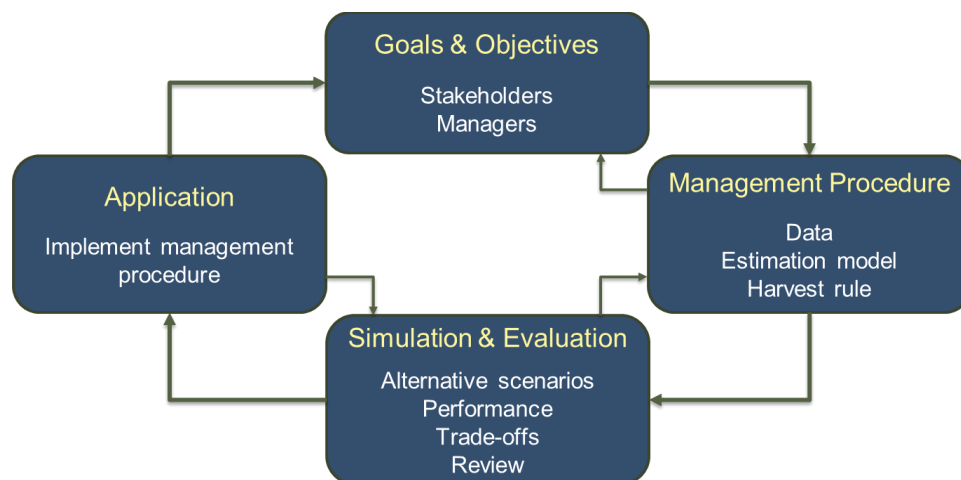 Goals & Objectives
Stakeholders
Managers
Management Procedure
Data
Estimation model
Harvest rule
Simulation & Evaluation
Alternative scenarios
Performance
Trade-offs
Review
Application
Implement management
procedure